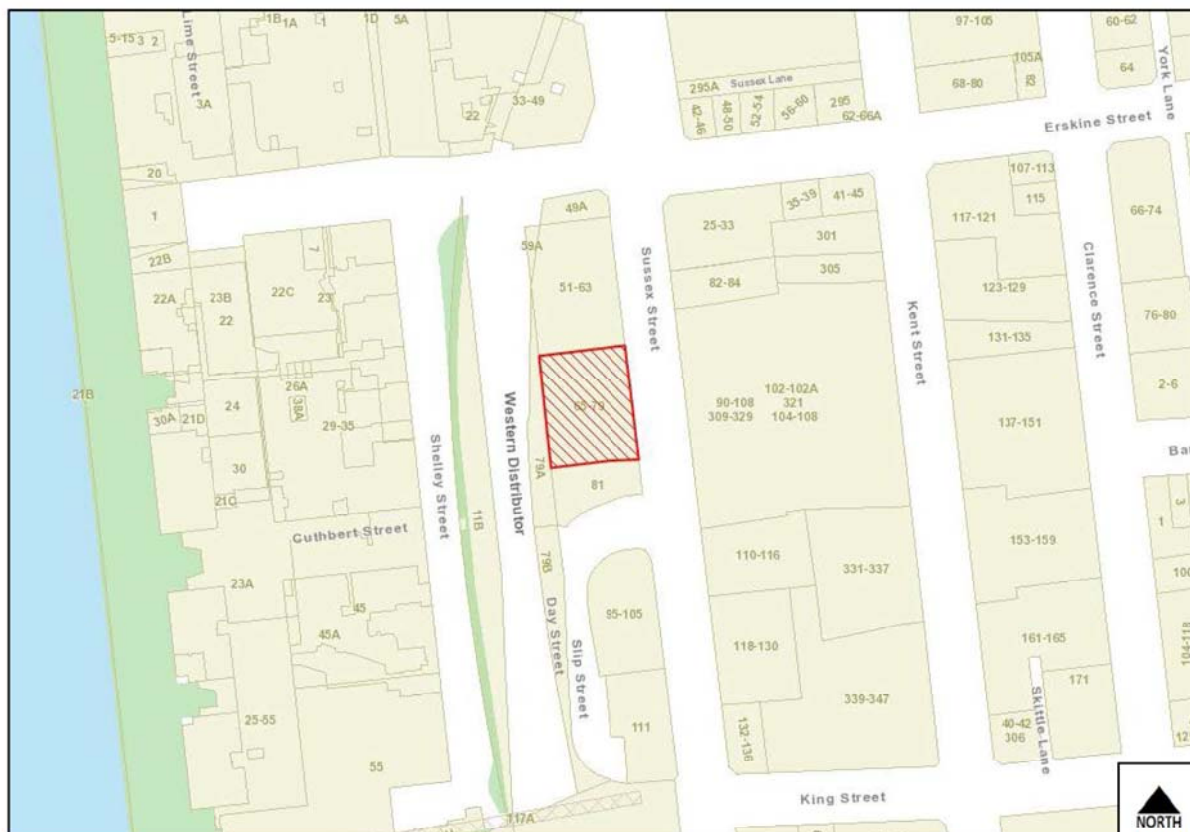 1B
1A
1
1D
5A
97-105
60-62
5-15
3
2
Lime Street
3A
33-49
22
295A
Sussex Lane
42-46
48-50
52-54
56-60
295
62-66A
105A
68-80
82
64
York Lane
Erskine Street
20
1
22B
22A
23B
22
22C
7
23
49A
59A
51-63
Sussex Street
25-33
35-39
41-45
301
305
82-84
107-113
115
117-121
66-74
123-129
131-135
Kent Street
Clarence Street
76-80
2-6
21B
26A
38A
24
30A
21D
29-35
30
21C
Shelley Street
11B
Western Distributor
79A
81
102-102A
90-108
321
309-329
104-108
137-151
Cuthbert Street
23A
45
45A
79B
Day Street
Slip Street
95-105
110-116
331-337
118-130
153-159
161-165
171
3
1
100
104-118
25-55
55
111
132-136
339-347
40-42
306
Skittle Lane
117A
King Street
NORTH